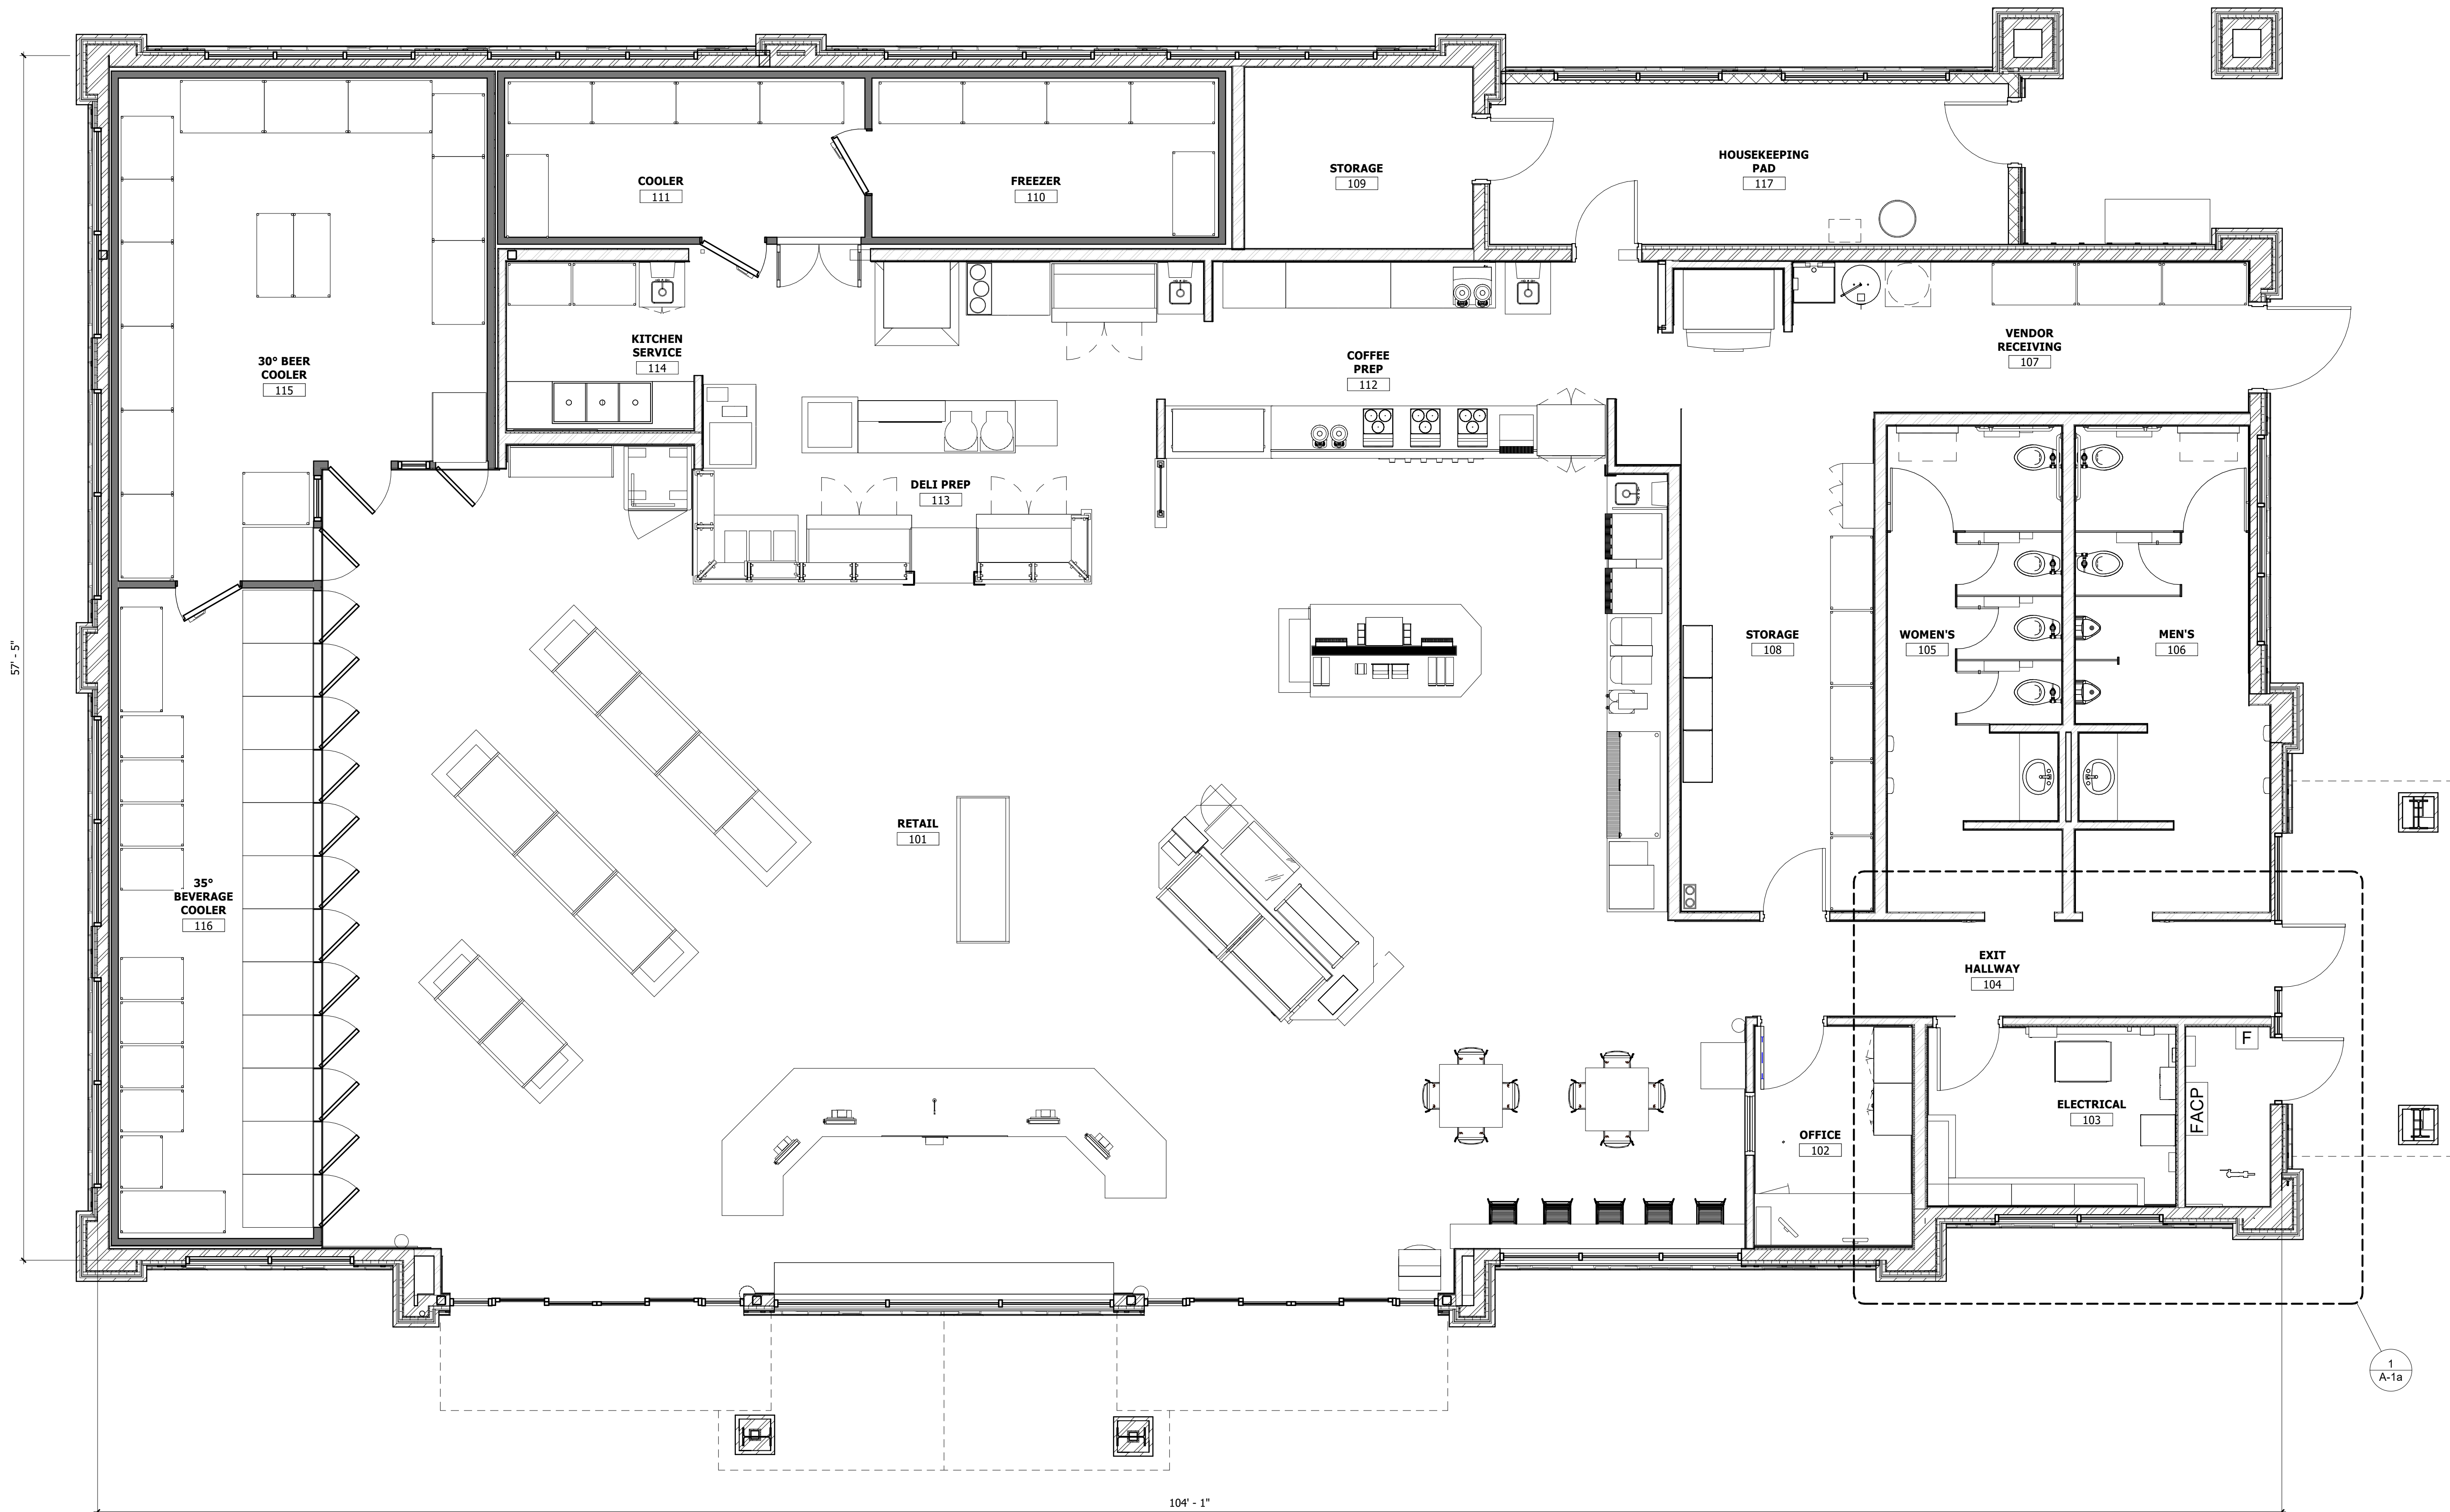 HOUSEKEEPING
PAD
117
STORAGE
109
COOLER
111
FREEZER
110
57' - 5"
30° BEER
COOLER
115
KITCHEN
SERVICE
114
COFFEE
PREP
112
VENDOR
RECEIVING
107
DELI PREP
113
STORAGE
108
WOMEN'S
105
MEN'S
106
RETAIL
101
35°
BEVERAGE
COOLER
116
EXIT
HALLWAY
104
F
FACP
ELECTRICAL
103
OFFICE
102
1
A-1a
104' - 1"